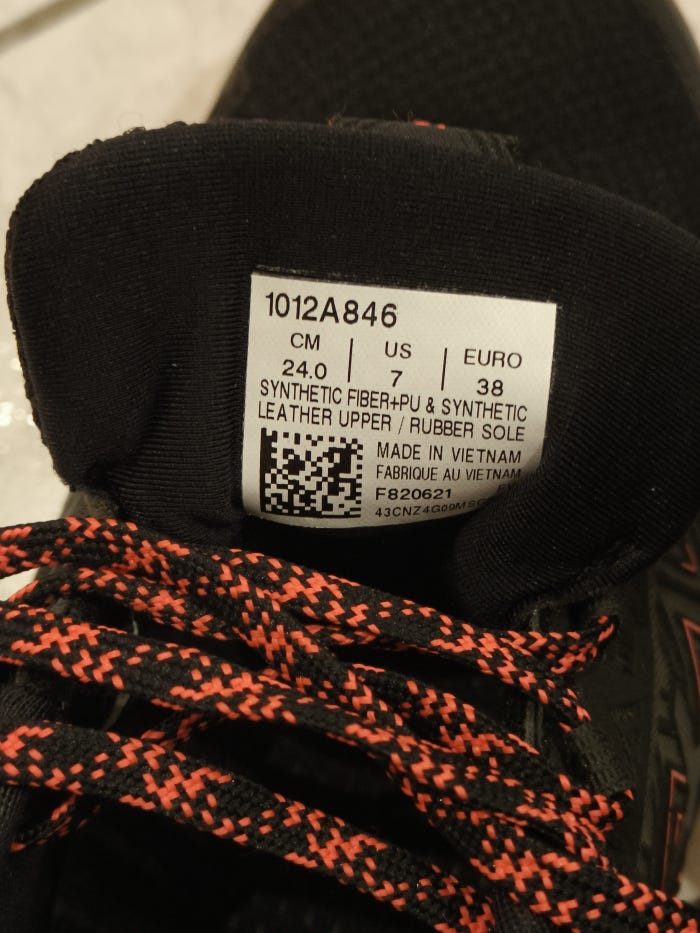 1012A846
CM | US | EURO
24.0 | 7 | 38
SYNTHETIC FIBER+PU & SYNTHETIC
LEATHER UPPER / RUBBER SOLE
MADE IN VIETNAM
FABRIQUE AU VIETNAM
F820621